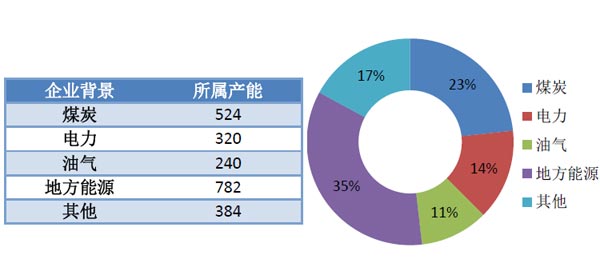 企业背景 所属产能
煤炭 524
电力 320
油气 240
地方能源 782
其他 384
17%
23%
14%
11%
35%
煤炭
电力
油气
地方能源
其他